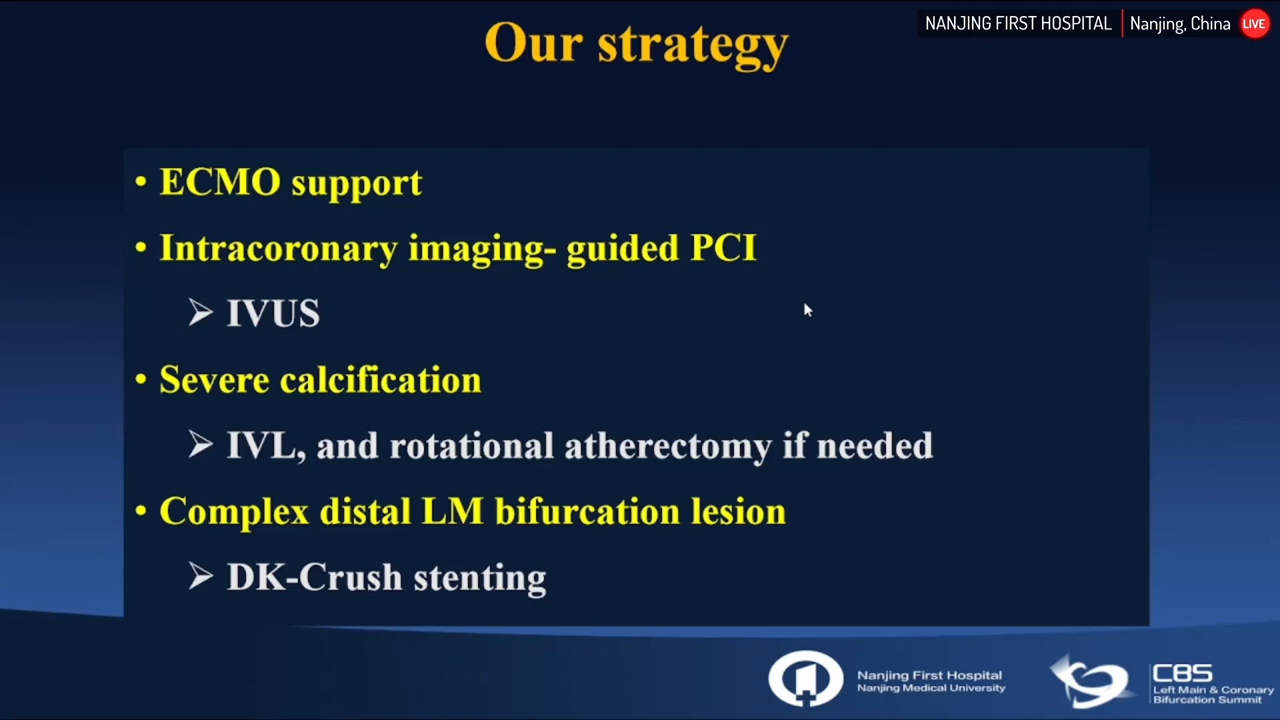 NANJING FIRST HOSPITAL | Nanjing, China LIVE
Our strategy
• ECMO support
• Intracoronary imaging- guided PCI
➢ IVUS
• Severe calcification
➢ IVL, and rotational atherectomy if needed
• Complex distal LM bifurcation lesion
➢ DK-Crush stenting
Nanjing First Hospital
Nanjing Medical University
CBS
Left Main & Coronary
Bifurcation Summit